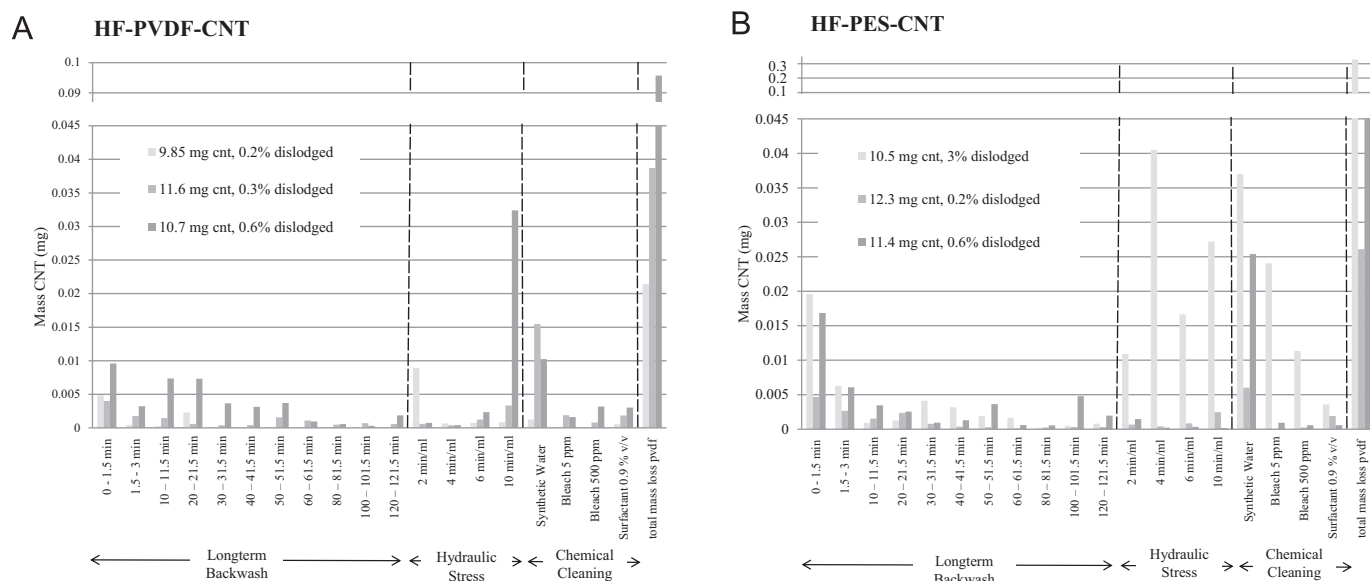 A
HF-PVDF-CNT
0.1
0.09
0.045
0.04
0.035
0.03
0.025
0.02
0.015
0.01
0.005
0
Mass CNT (mg)
9.85 mg cnt, 0.2% dislodged
11.6 mg cnt, 0.3% dislodged
10.7 mg cnt, 0.6% dislodged
0 - 1.5 min
1.5 - 3 min
10 – 11.5 min
20 – 21.5 min
30 – 31.5 min
40 – 41.5 min
50 – 51.5 min
60 – 61.5 min
80 – 81.5 min
100 – 101.5 min
120 – 121.5 min
2 min/ml
4 min/ml
6 min/ml
10 min/ml
Synthetic Water
Bleach 5 ppm
Bleach 500 ppm
Surfactant 0.9 % v/v
total mass loss pvdf
Longterm
Backwash
Hydraulic
Stress
Chemical
Cleaning
B
HF-PES-CNT
0.3
0.2
0.1
0.045
0.04
0.035
0.03
0.025
0.02
0.015
0.01
0.005
0
Mass CNT (mg)
10.5 mg cnt, 3% dislodged
12.3 mg cnt, 0.2% dislodged
11.4 mg cnt, 0.6% dislodged
0 - 1.5 min
1.5 - 3 min
10 – 11.5 min
20 – 21.5 min
30 – 31.5 min
40 – 41.5 min
50 – 51.5 min
60 – 61.5 min
80 – 81.5 min
100 – 101.5 min
120 – 121.5 min
2 min/ml
4 min/ml
6 min/ml
10 min/ml
Synthetic Water
Bleach 5 ppm
Bleach 500 ppm
Surfactant 0.9 % v/v
total mass loss pvdf
Longterm
Backwash
Hydraulic
Stress
Chemical
Cleaning